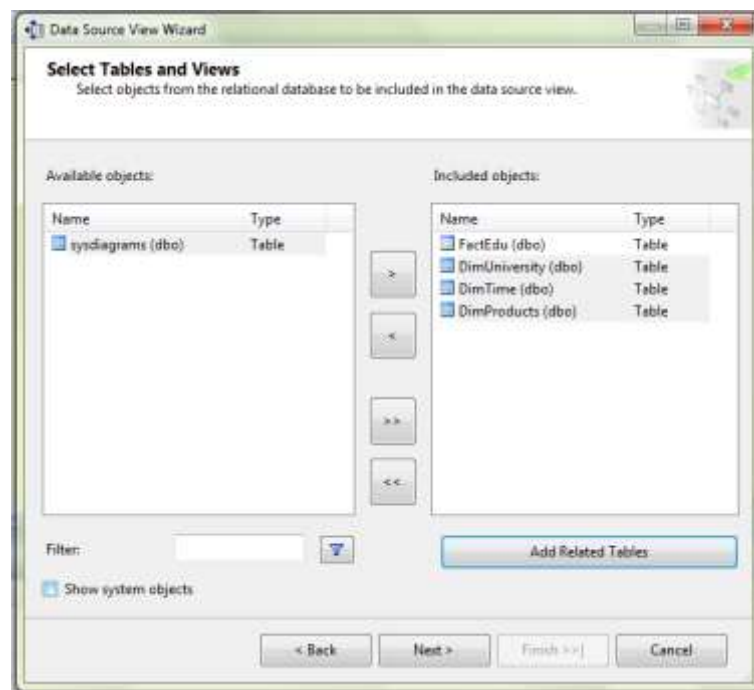 Data Source View Wizard
Select Tables and Views
Select objects from the relational database to be included in the data source view.
Available objects:
Name Type
sysdiagrams (dbo) Table
>
<
>>
<<
Included objects:
Name Type
FactEdu (dbo) Table
DimUniversity (dbo) Table
DimTime (dbo) Table
DimProducts (dbo) Table
Filter:
Add Related Tables
Show system objects
< Back Next > Finish >>| Cancel